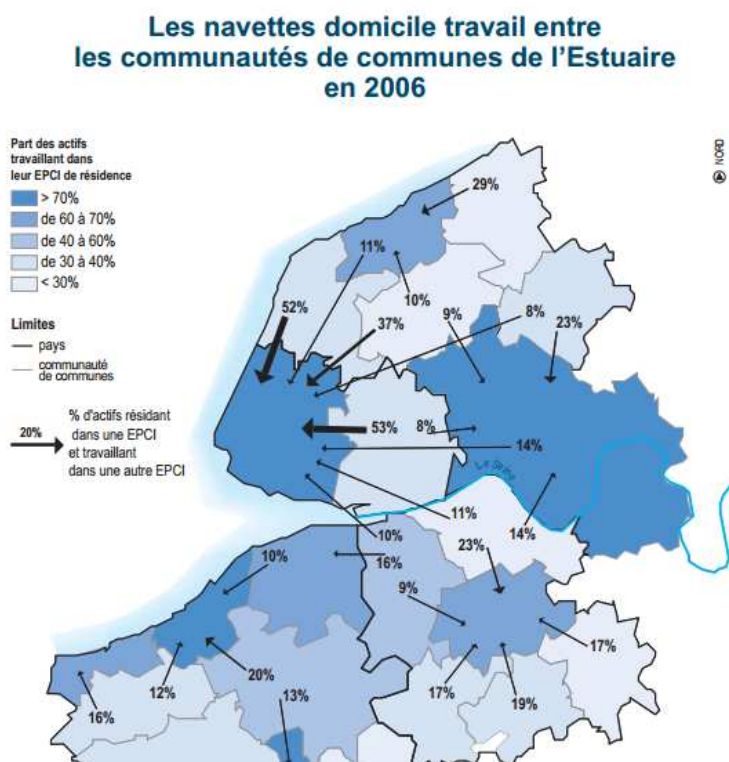 Les navettes domicile travail entre
les communautés de communes de l'Estuaire
en 2006
Part des actifs
travaillant dans
leur EPCI de résidence
> 70%
de 60 à 70%
de 40 à 60%
de 30 à 40%
< 30%
Limites
pays
communauté
de communes
20%
% d'actifs résidant
dans une EPCI
et travaillant
dans une autre EPCI
NORD
29%
11%
10%
52%
37%
9%
8%
23%
53%
8%
14%
La Seine
11%
10%
14%
16%
23%
10%
9%
17%
20%
12%
13%
17%
19%
16%